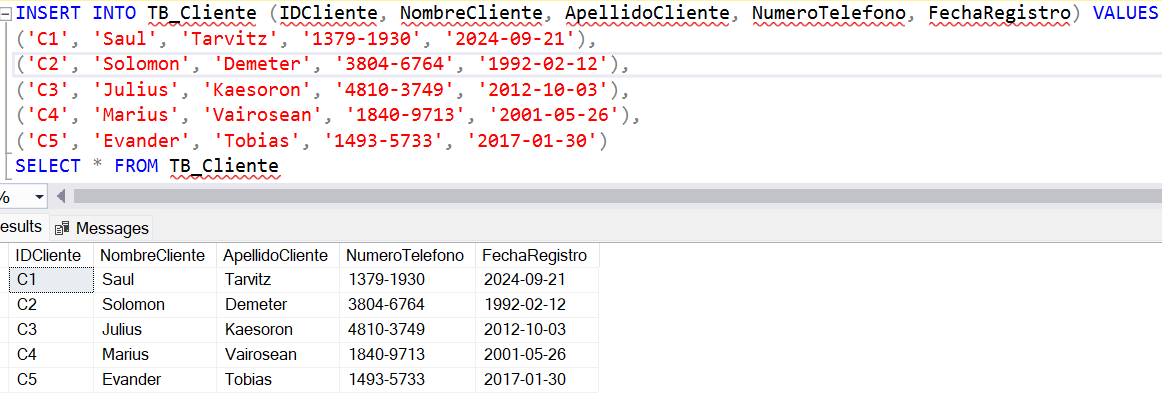 INSERT INTO TB_Cliente (IDCliente, NombreCliente, ApellidoCliente, NumeroTelefono, FechaRegistro) VALUES
('C1', 'Saul', 'Tarvitz', '1379-1930', '2024-09-21'),
('C2', 'Solomon', 'Demeter', '3804-6764', '1992-02-12'),
('C3', 'Julius', 'Kaesoron', '4810-3749', '2012-10-03'),
('C4', 'Marius', 'Vairosean', '1840-9713', '2001-05-26'),
('C5', 'Evander', 'Tobias', '1493-5733', '2017-01-30')
SELECT * FROM TB_Cliente
%
esults Messages
IDCliente NombreCliente ApellidoCliente NumeroTelefono FechaRegistro
C1 Saul Tarvitz 1379-1930 2024-09-21
C2 Solomon Demeter 3804-6764 1992-02-12
C3 Julius Kaesoron 4810-3749 2012-10-03
C4 Marius Vairosean 1840-9713 2001-05-26
C5 Evander Tobias 1493-5733 2017-01-30